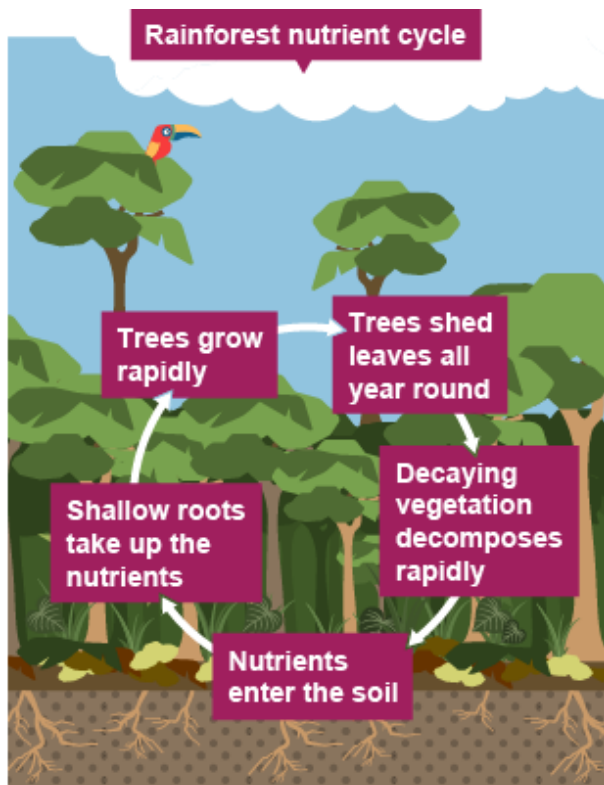 Rainforest nutrient cycle
Trees grow
rapidly
Trees shed
leaves all
year round
Decaying
vegetation
decomposes
rapidly
Nutrients
enter the soil
Shallow roots
take up the
nutrients